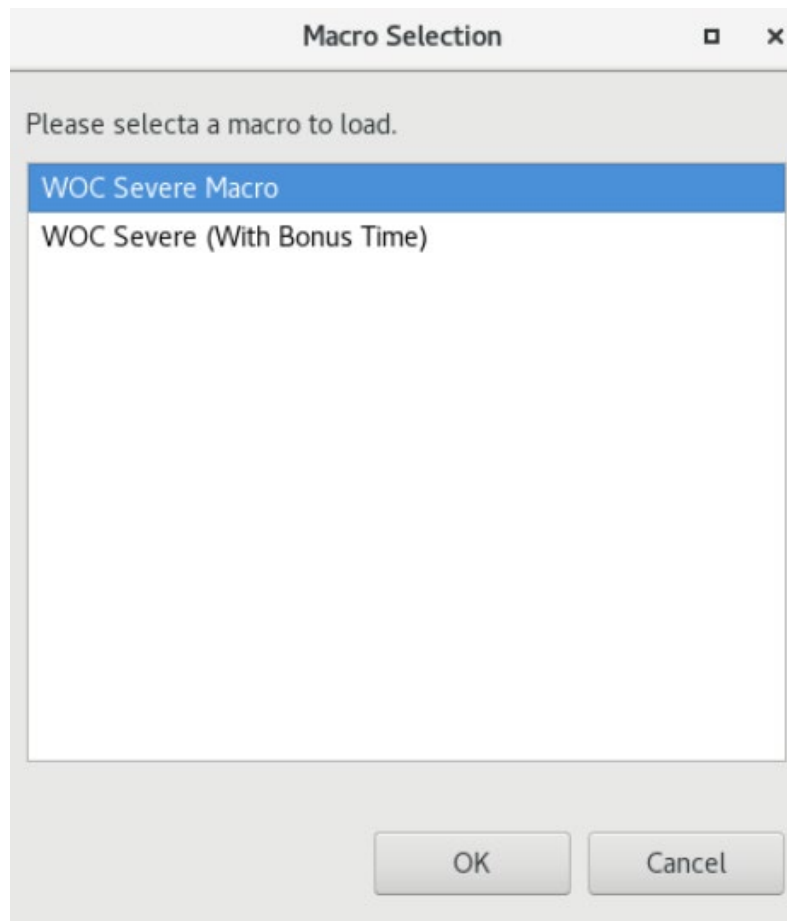 Macro Selection
Please selecta a macro to load.
WOC Severe Macro
WOC Severe (With Bonus Time)
OK Cancel